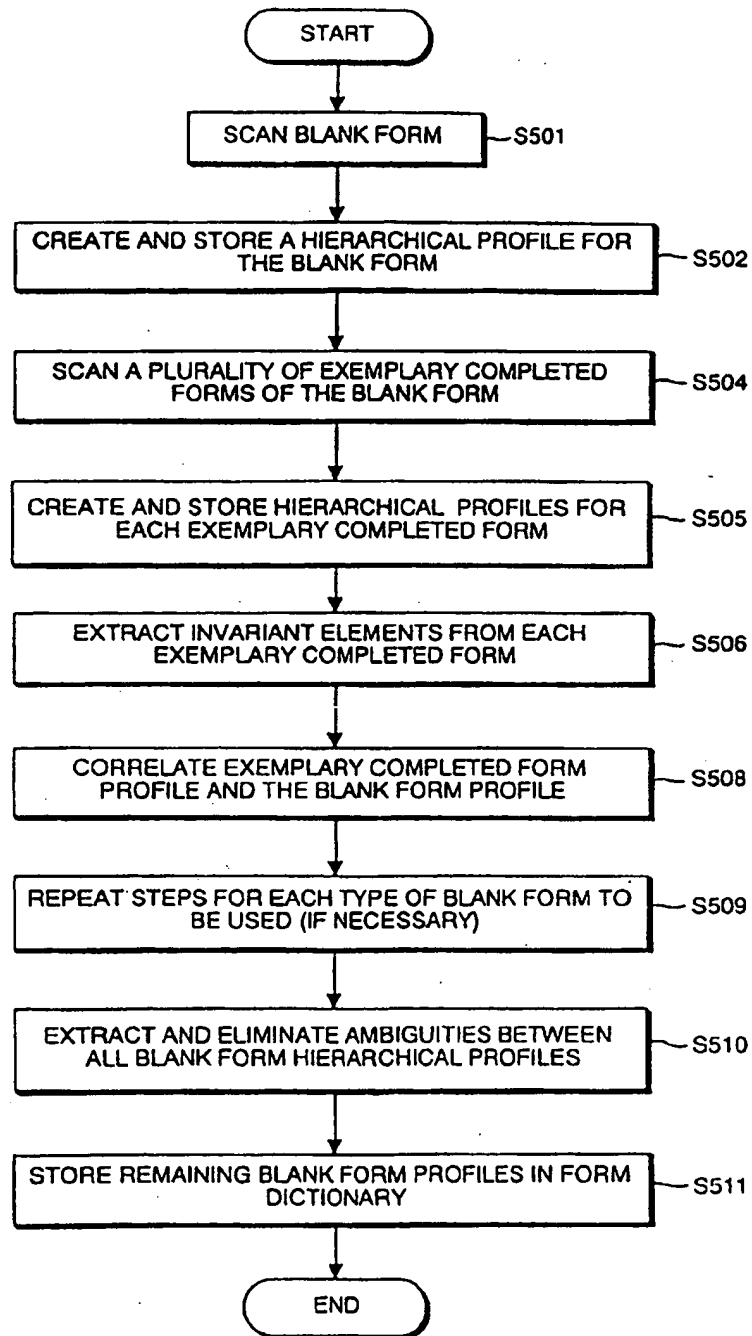 START
SCAN BLANK FORM
S501
CREATE AND STORE A HIERARCHICAL PROFILE FOR
THE BLANK FORM
S502
SCAN A PLURALITY OF EXEMPLARY COMPLETED
FORMS OF THE BLANK FORM
S504
CREATE AND STORE HIERARCHICAL PROFILES FOR
EACH EXEMPLARY COMPLETED FORM
S505
EXTRACT INVARIANT ELEMENTS FROM EACH
EXEMPLARY COMPLETED FORM
S506
CORRELATE EXEMPLARY COMPLETED FORM
PROFILE AND THE BLANK FORM PROFILE
S508
REPEAT STEPS FOR EACH TYPE OF BLANK FORM TO
BE USED (IF NECESSARY)
S509
EXTRACT AND ELIMINATE AMBIGUITIES BETWEEN
ALL BLANK FORM HIERARCHICAL PROFILES
S510
STORE REMAINING BLANK FORM PROFILES IN FORM
DICTIONARY
S511
END